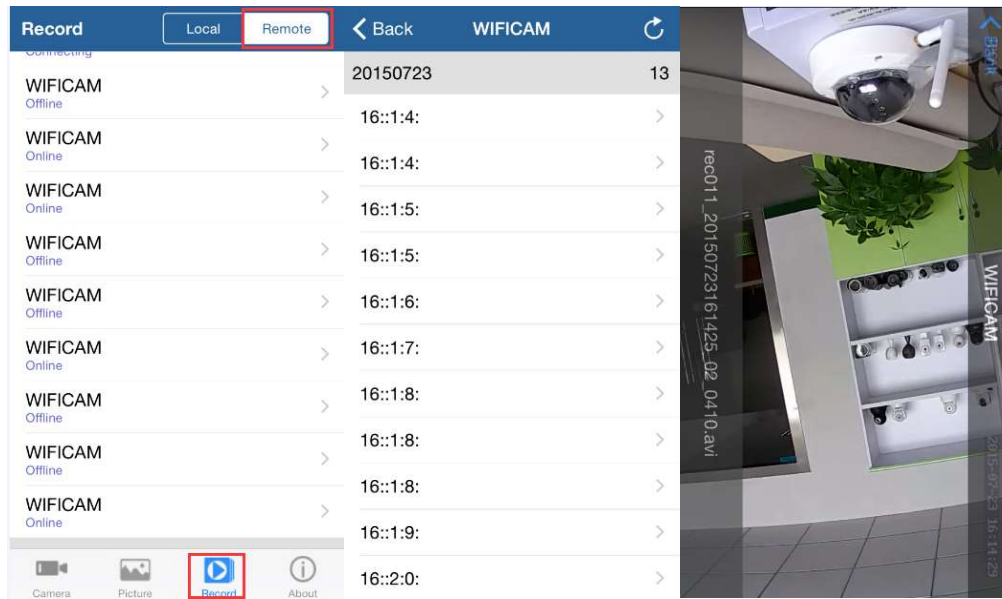 Record
Local
Remote
Connecting
WIFICAM
Offline
WIFICAM
Online
WIFICAM
Online
WIFICAM
Offline
WIFICAM
Offline
WIFICAM
Online
WIFICAM
Offline
WIFICAM
Offline
WIFICAM
Online
Camera
Picture
Record
About
Back
WIFICAM
20150723
13
16::1:4:
16::1:4:
16::1:5:
16::1:5:
16::1:6:
16::1:7:
16::1:8:
16::1:8:
16::1:8:
16::1:9:
16::2:0:
Back
WIFICAM
2015-07-23 16:14:29
rec011_20150723161425_02_0410.avi